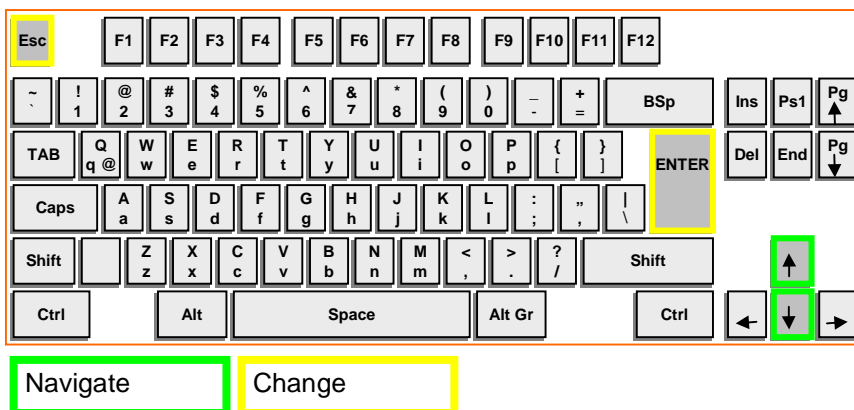 Esc F1 F2 F3 F4 F5 F6 F7 F8 F9 F10 F11 F12
~ ! @ # $ % ^ & * ( ) _ + BSp Ins Ps1 Pg
` 1 2 3 4 5 6 7 8 9 0 - =
TAB Q W E R T Y U I O P { } ENTER Del End Pg
q @ w e r t y u i o p [ ]
Caps A S D F G H J K L : „ |
a s d f g h j k l ; , \
Shift Z X C V B N M < > ? Shift
z x c v b n m , . /
Ctrl Alt Space Alt Gr Ctrl
Navigate Change